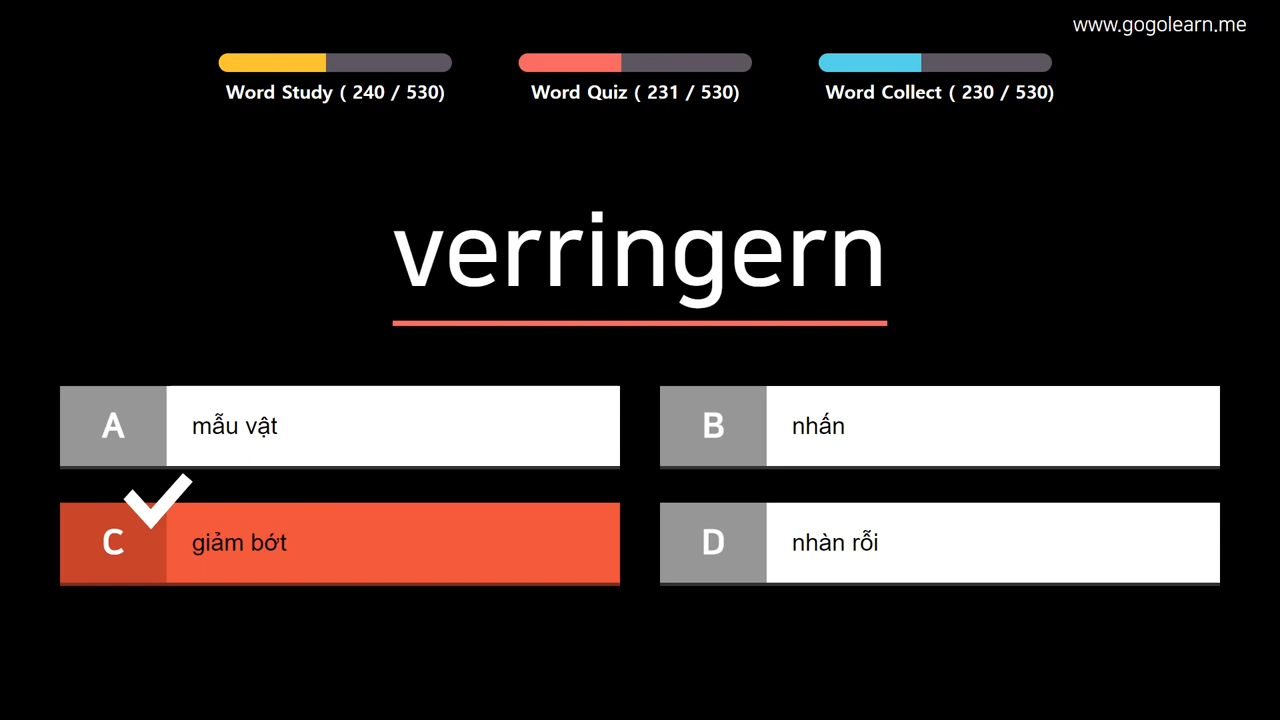 www.gogolearn.me
Word Study ( 240 / 530)
Word Quiz ( 231 / 530)
Word Collect ( 230 / 530)
verringern
A
mẫu vật
B
nhấn
C
giảm bớt
D
nhàn rỗi